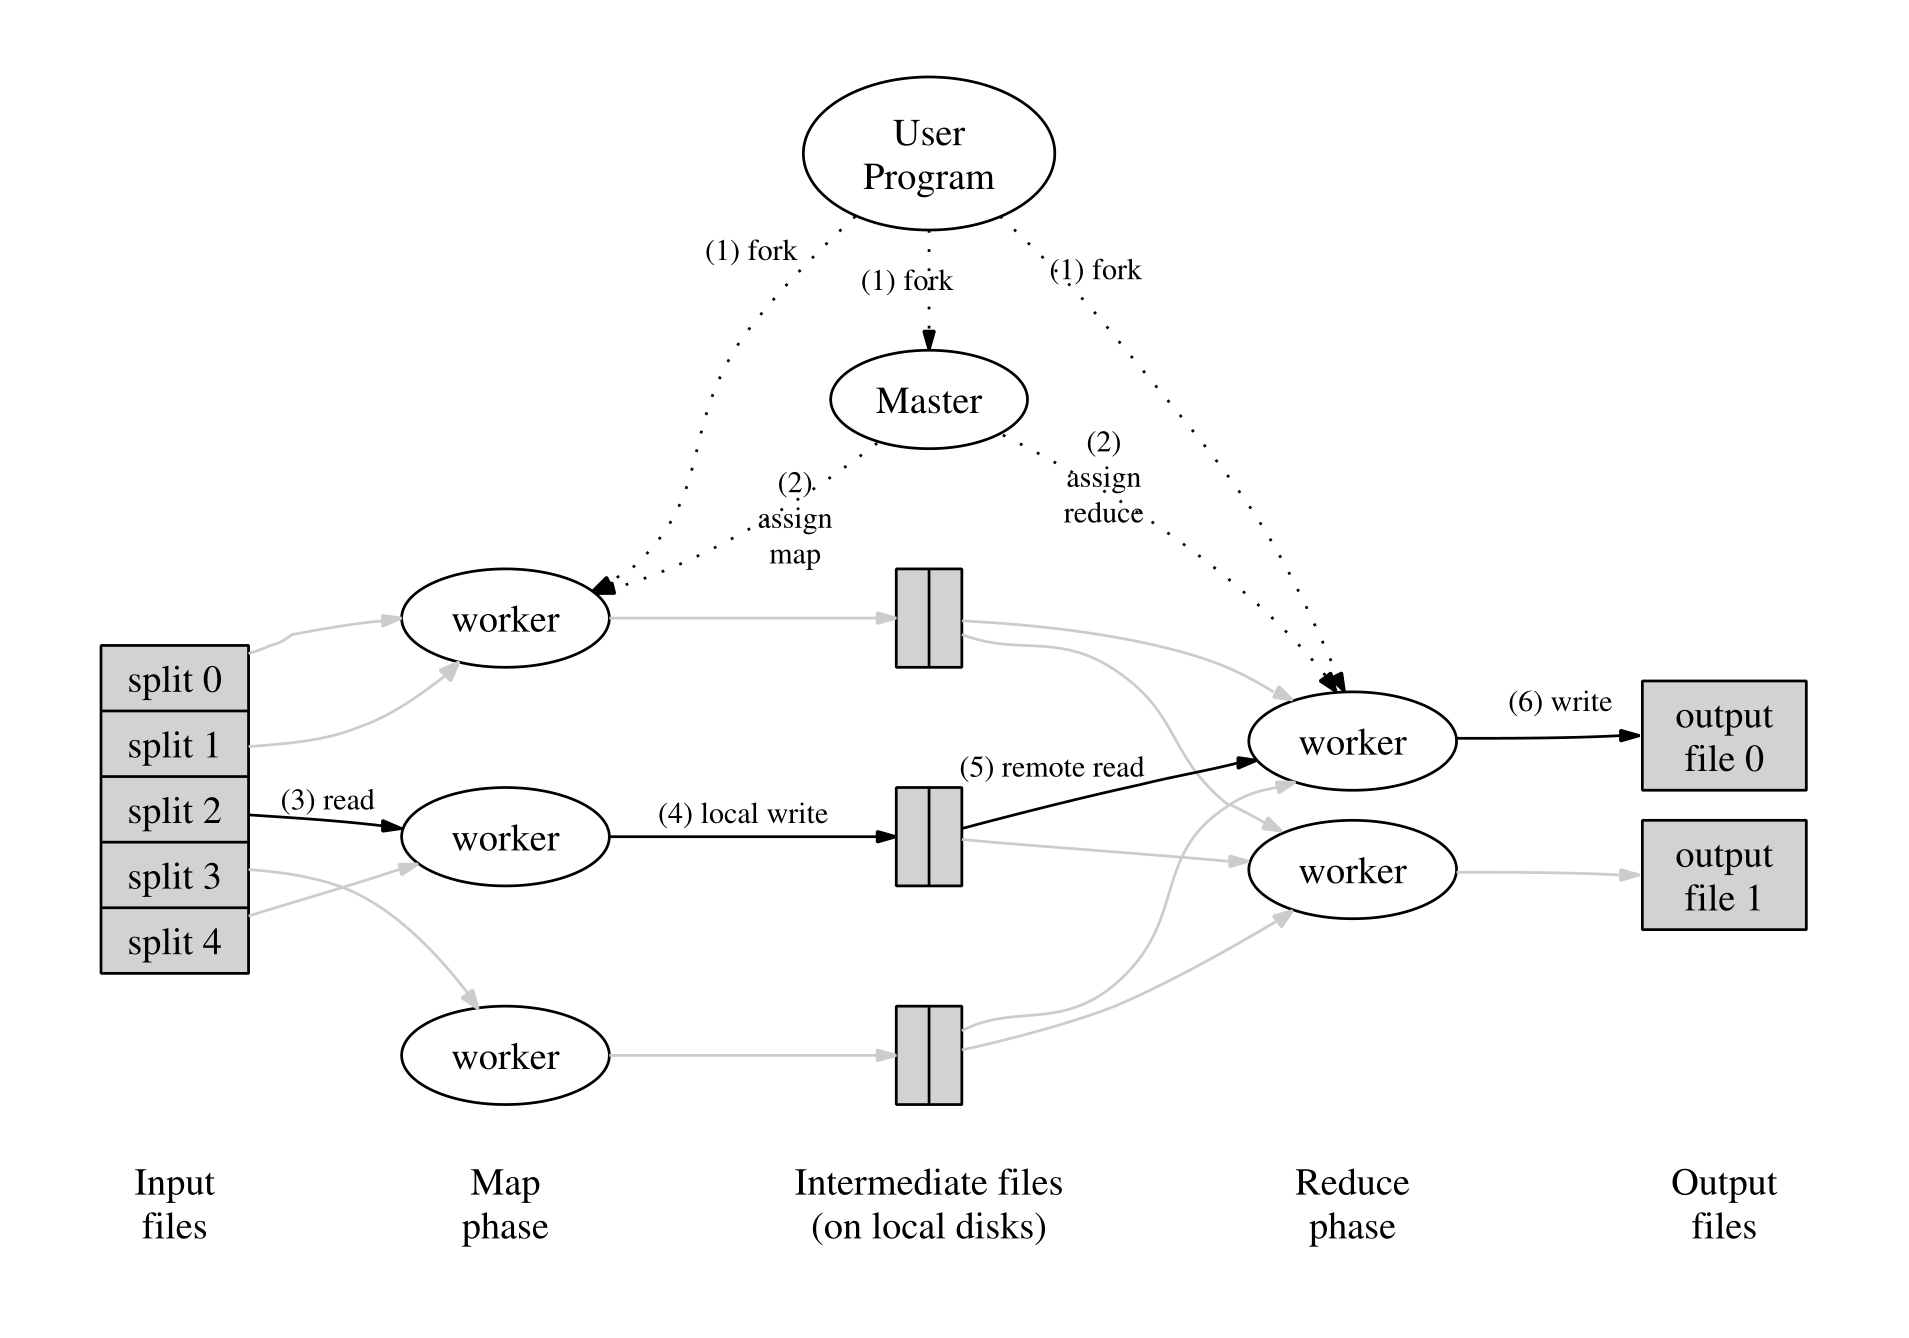 User
Program
(1) fork
(1) fork
(1) fork
Master
(2)
assign
map
(2)
assign
reduce
split 0
split 1
split 2
split 3
split 4
(3) read
worker
worker
worker
(4) local write
(5) remote read
worker
worker
(6) write
output
file 0
output
file 1
Input
files
Map
phase
Intermediate files
(on local disks)
Reduce
phase
Output
files